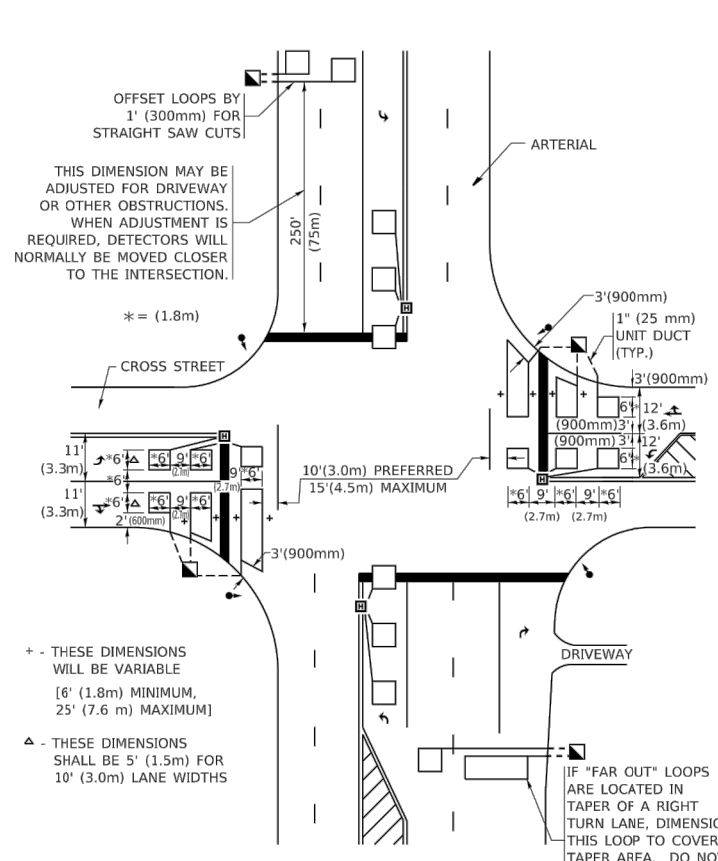 OFFSET LOOPS BY
1' (300mm) FOR
STRAIGHT SAW CUTS
ARTERIAL
THIS DIMENSION MAY BE
ADJUSTED FOR DRIVEWAY
OR OTHER OBSTRUCTIONS.
WHEN ADJUSTMENT IS
REQUIRED, DETECTORS WILL
NORMALLY BE MOVED CLOSER
TO THE INTERSECTION.
250'
(75m)
*= (1.8m)
H
3'(900mm)
1" (25 mm)
UNIT DUCT
(TYP.)
CROSS STREET
3'(900mm)
6'* 12'
(3.6m)
(900mm)3'
(900mm) 3'
12'
6'*
(3.6m)
H
*6' 9' *6' 9' *6'
(2.7m) (2.7m)
H
11'
(3.3m)
*6' △
*6' 9' *6'
(2.7m)
9' *6'
(2.7m)
*6'
11'
(3.3m)
*6' △
*6' 9' *6'
(2.7m)
2' (600mm)
10'(3.0m) PREFERRED
15'(4.5m) MAXIMUM
3'(900mm)
H
+ - THESE DIMENSIONS
WILL BE VARIABLE
[6' (1.8m) MINIMUM,
25' (7.6 m) MAXIMUM]
△ - THESE DIMENSIONS
SHALL BE 5' (1.5m) FOR
10' (3.0m) LANE WIDTHS
DRIVEWAY
IF "FAR OUT" LOOPS
ARE LOCATED IN
TAPER OF A RIGHT
TURN LANE, DIMENSIO
THIS LOOP TO COVER
TAPER AREA. DO NO